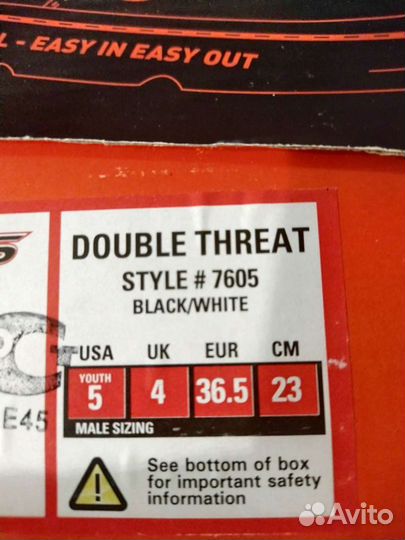 L - EASY IN EASY OUT
DOUBLE THREAT
STYLE # 7605
BLACK/WHITE
USA UK EUR CM
YOUTH 5 4 36.5 23
MALE SIZING
E45
See bottom of box
for important safety
information
Avito